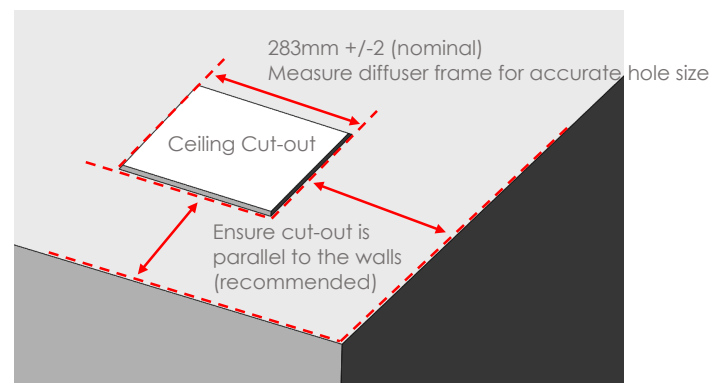 283mm +/-2 (nominal)
Measure diffuser frame for accurate hole size
Ceiling Cut-out
Ensure cut-out is
parallel to the walls
(recommended)